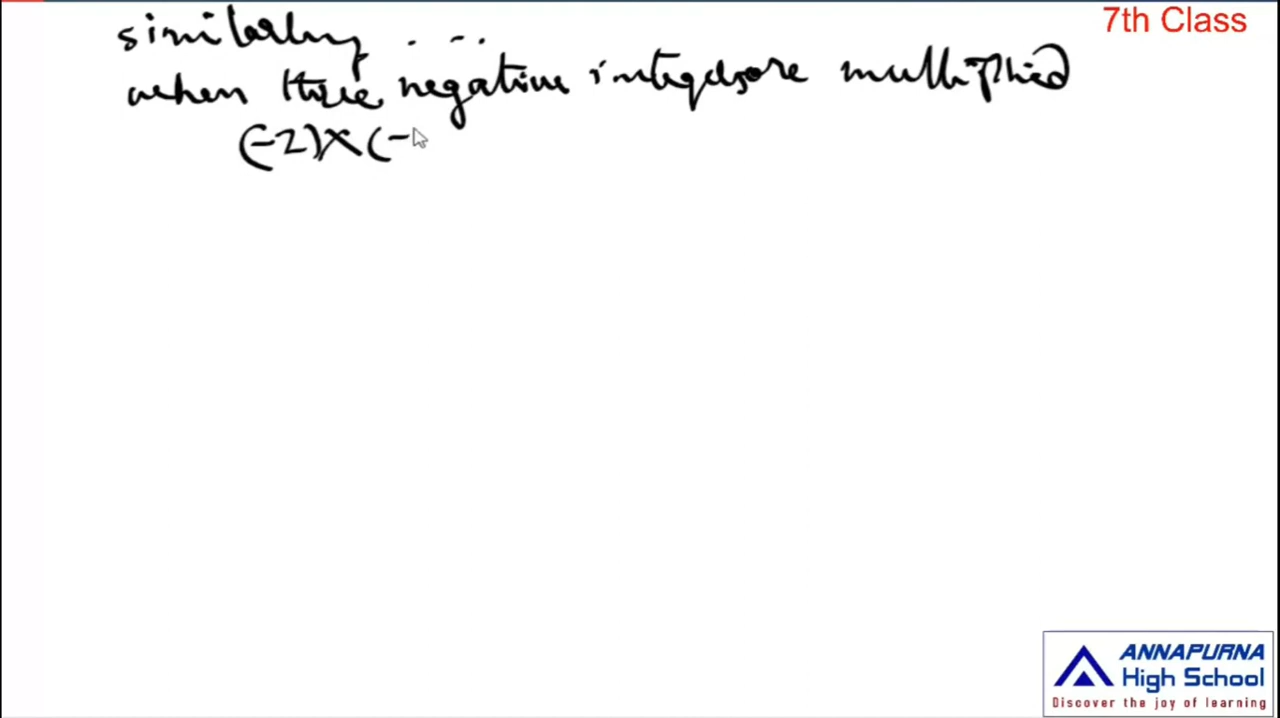 7th Class
similarly ...
when three negative integers are multiplied
(-2)×(-
ANNAPURNA
High School
Discover the joy of learning